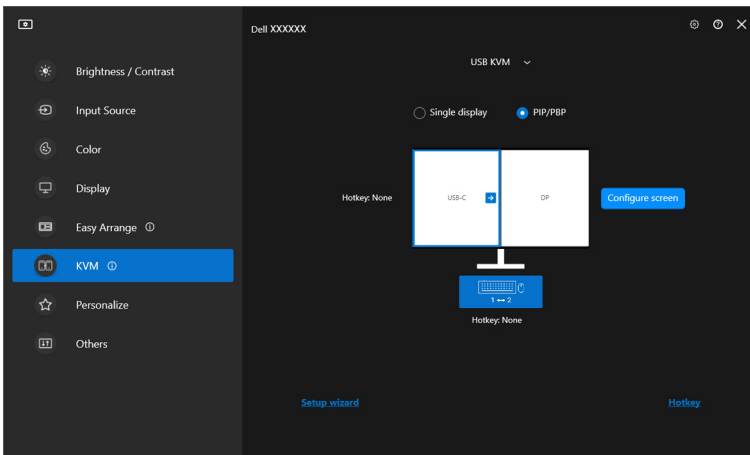 Dell XXXXXX
Brightness / Contrast
Input Source
Color
Display
Easy Arrange
KVM
Personalize
Others
USB KVM
Single display
PIP/PBP
Hotkey: None
USB-C
DP
Configure screen
1 ↔ 2
Hotkey: None
Setup wizard
Hotkey